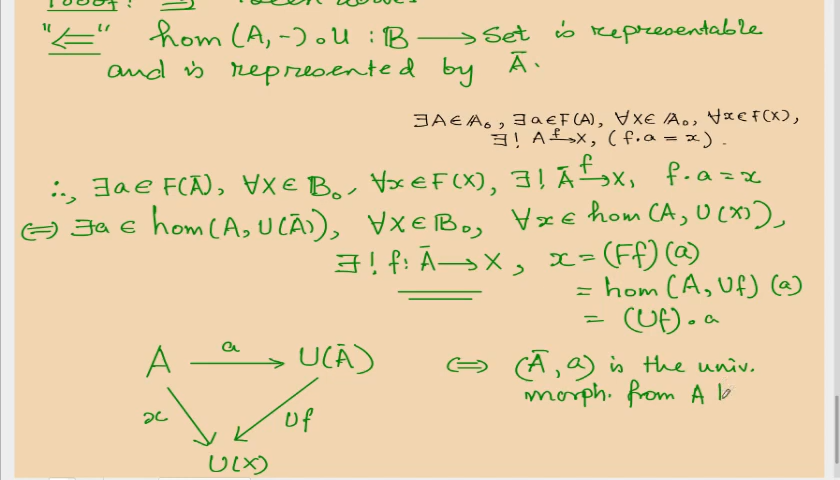 "⇐" hom (A, -) ∘ U : 𝔹 ⟶ Set is representable
and is represented by Ā.
∃A∈𝔸₀, ∃a∈F(A), ∀X∈𝔸₀, ∀x∈F(X),
∃! A →f X, (f.a = x).
∴, ∃a∈F(Ā), ∀X∈𝔹₀, ∀x∈F(X), ∃! Ā →f X, f.a = x
⇔ ∃a ∈ hom(A, U(Ā)), ∀X∈𝔹₀, ∀x∈ hom(A, U(X)),
∃! f: Ā ⟶ X, x = (Ff)(a)
= hom (A, Uf) (a)
= (Uf) . a
A ⟶a U(Ā) ⇔ (Ā, a) is the univ.
morph. from A
x Uf
U(X)